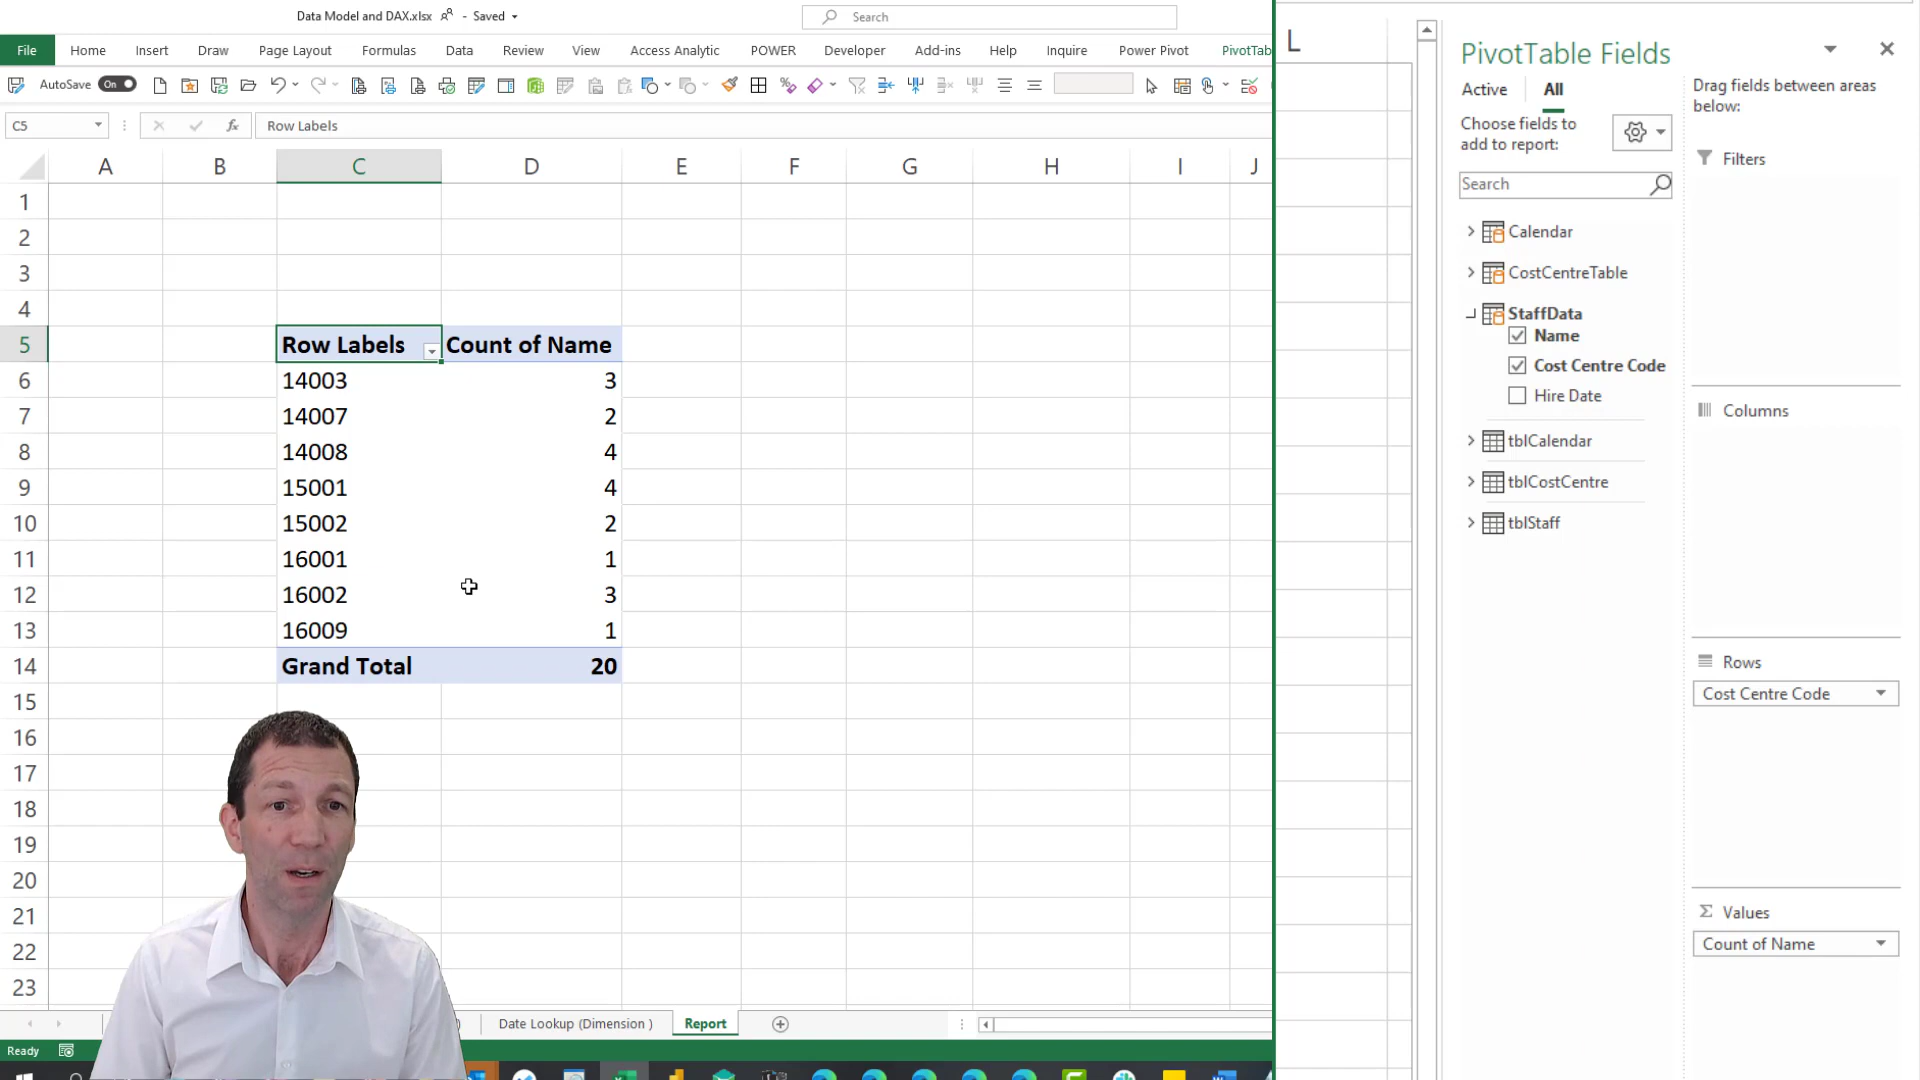 Data Model and DAX.xlsx - Saved
Search
File Home Insert Draw Page Layout Formulas Data Review View Access Analytic POWER Developer Add-ins Help Inquire Power Pivot PivotTab
AutoSave On
C5 fx Row Labels
A B C D E F G H I J L
1
2
3
4
5 Row Labels Count of Name
6 14003 3
7 14007 2
8 14008 4
9 15001 4
10 15002 2
11 16001 1
12 16002 3
13 16009 1
14 Grand Total 20
15
16
17
18
19
20
21
22
23
Date Lookup (Dimension ) Report
Ready
PivotTable Fields
Active All
Choose fields to
add to report:
Search
Calendar
CostCentreTable
StaffData
Name
Cost Centre Code
Hire Date
tblCalendar
tblCostCentre
tblStaff
Drag fields between areas
below:
Filters
Columns
Rows
Cost Centre Code
Σ Values
Count of Name